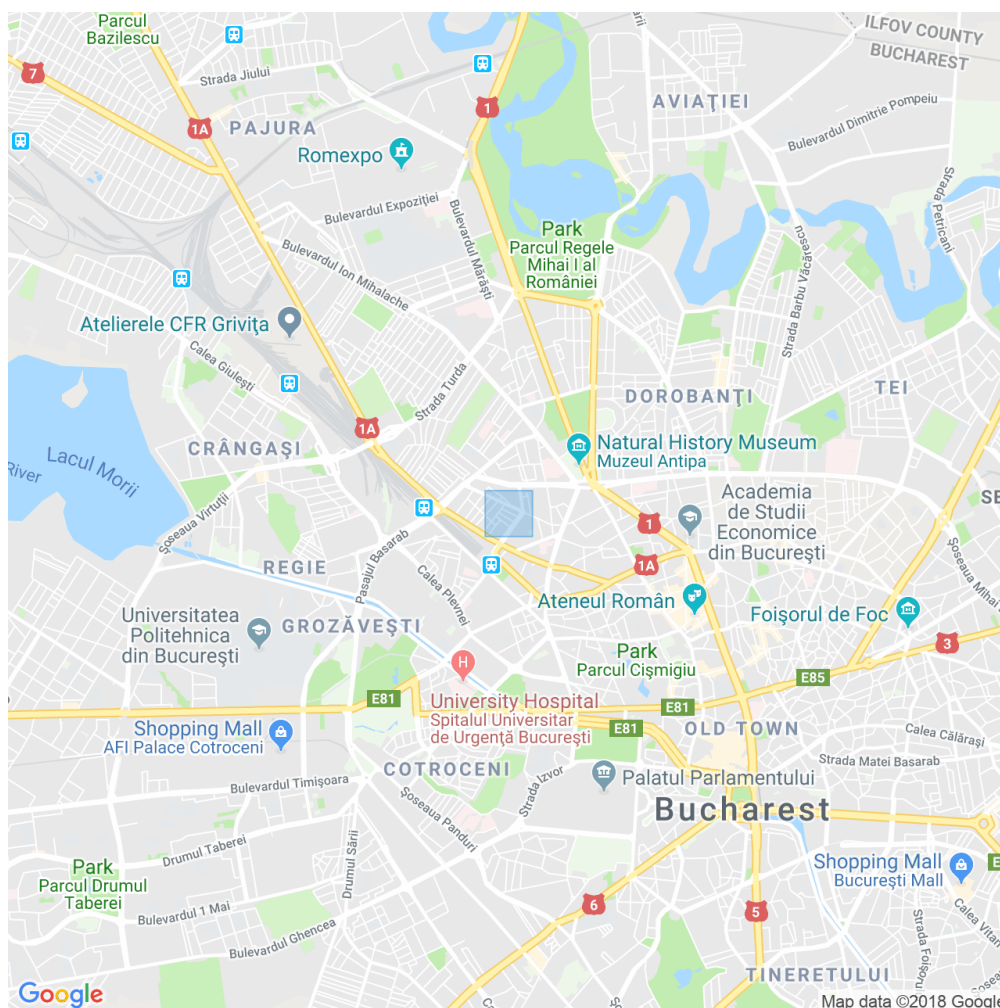 Parcul
Bazilescu
ILFOV COUNTY
BUCHAREST
7
Strada Jiului
1
AVIAŢIEI
Bulevardul Dimitrie Pompeiu
1A
PAJURA
Romexpo
Strada Petricani
Bulevardul Expoziţiei
Bulevardul Mărăşti
Park
Parcul Regele
Mihai I al
României
Bulevardul Ion Mihalache
Strada Barbu Văcărescu
Atelierele CFR Griviţa
Calea Giuleşti
Strada Turda
DOROBANŢI
TEI
1A
CRÂNGAŞI
Natural History Museum
Muzeul Antipa
Lacul Morii
River
Şoseaua Virtuţii
Academia
de Studii
Economice
din Bucureşti
SE
1
Pasajul Basarab
REGIE
Calea Plevnei
1A
Şoseaua Mihai
Ateneul Român
Foişorul de Foc
Universitatea
Politehnica
din Bucureşti
GROZĂVEŞTI
3
Park
Parcul Cişmigiu
H
E85
E81
University Hospital
Spitalul Universitar
de Urgenţă Bucureşti
E81
E81
OLD TOWN
Shopping Mall
AFI Palace Cotroceni
Calea Călăraşi
Strada Matei Basarab
COTROCENI
Bulevardul Timişoara
Strada Izvor
Palatul Parlamentului
Şoseaua Panduri
Bucharest
Drumul Taberei
Drumul Sării
Park
Parcul Drumul
Taberei
Shopping Mall
Bucureşti Mall
E
6
5
Bulevardul 1 Mai
Calea Vitan
Bulevardul Ghencea
Strada Foişorul
TINERETULUI
Google
Map data ©2018 Google